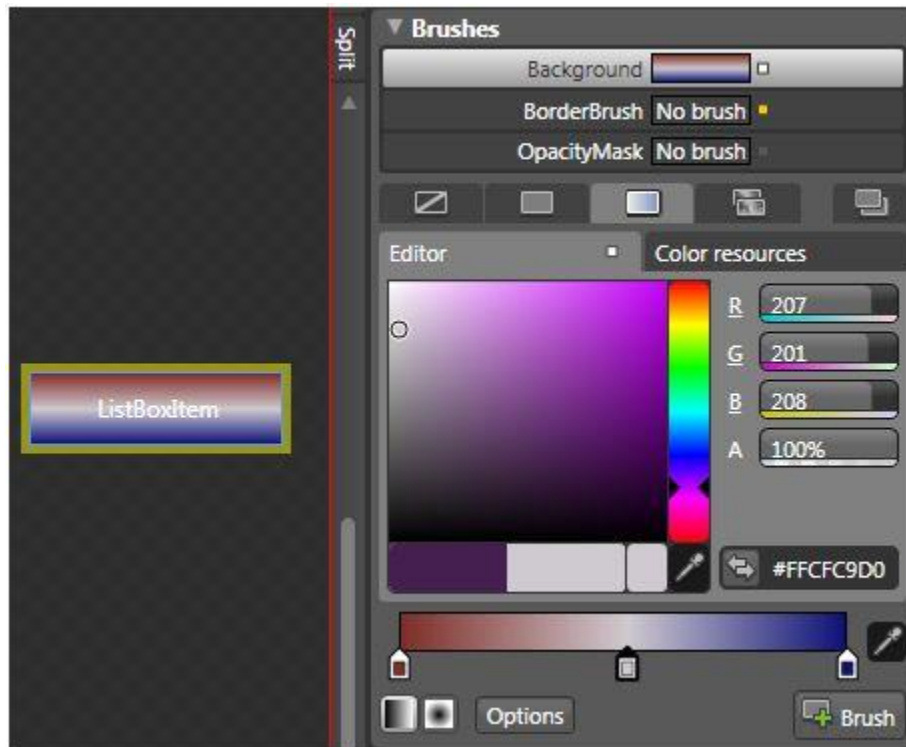 Split
Brushes
Background
BorderBrush No brush
OpacityMask No brush
Editor
Color resources
R 207
G 201
B 208
A 100%
#FFCFC9D0
ListBoxItem
Options
Brush